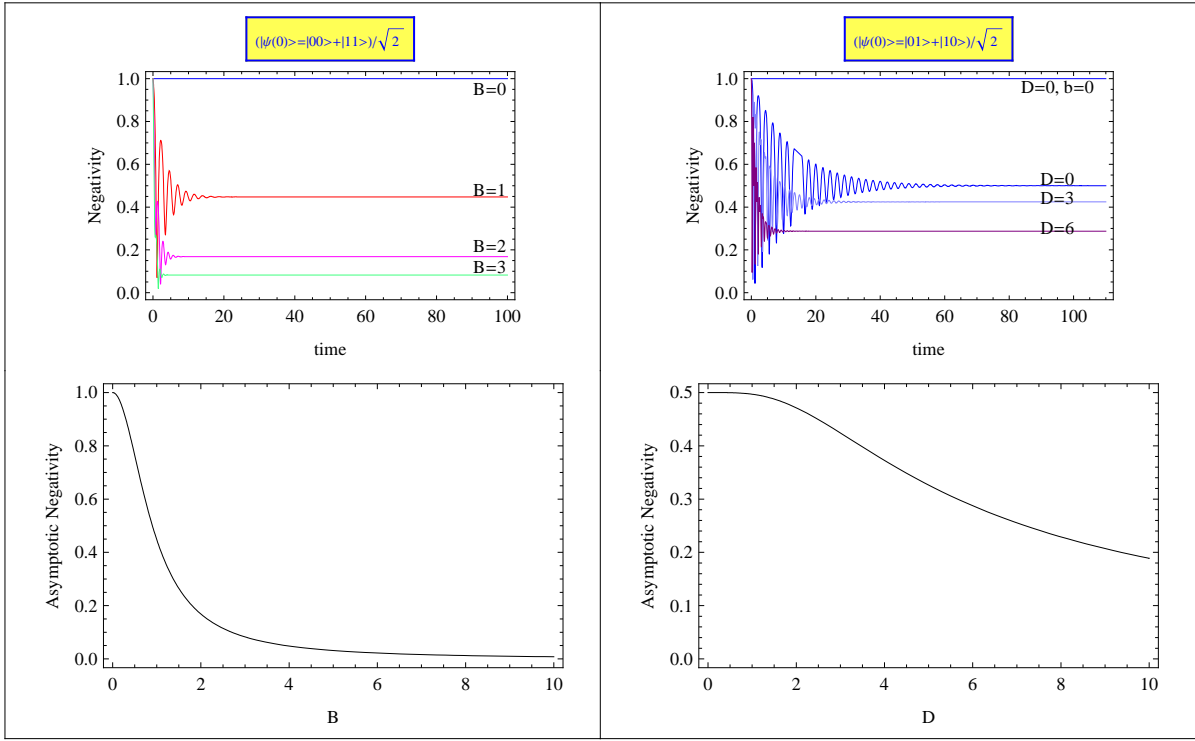 (|ψ(0)>=|00>+|11>)/√2
1.0
0.8
0.6
0.4
0.2
0.0
Negativity
B=0
B=1
B=2
B=3
0 20 40 60 80 100
time
(|ψ(0)>=|01>+|10>)/√2
1.0
0.8
0.6
0.4
0.2
0.0
Negativity
D=0, b=0
D=0
D=3
D=6
0 20 40 60 80 100
time
1.0
0.8
0.6
0.4
0.2
0.0
Asymptotic Negativity
0 2 4 6 8 10
B
0.5
0.4
0.3
0.2
0.1
0.0
Asymptotic Negativity
0 2 4 6 8 10
D